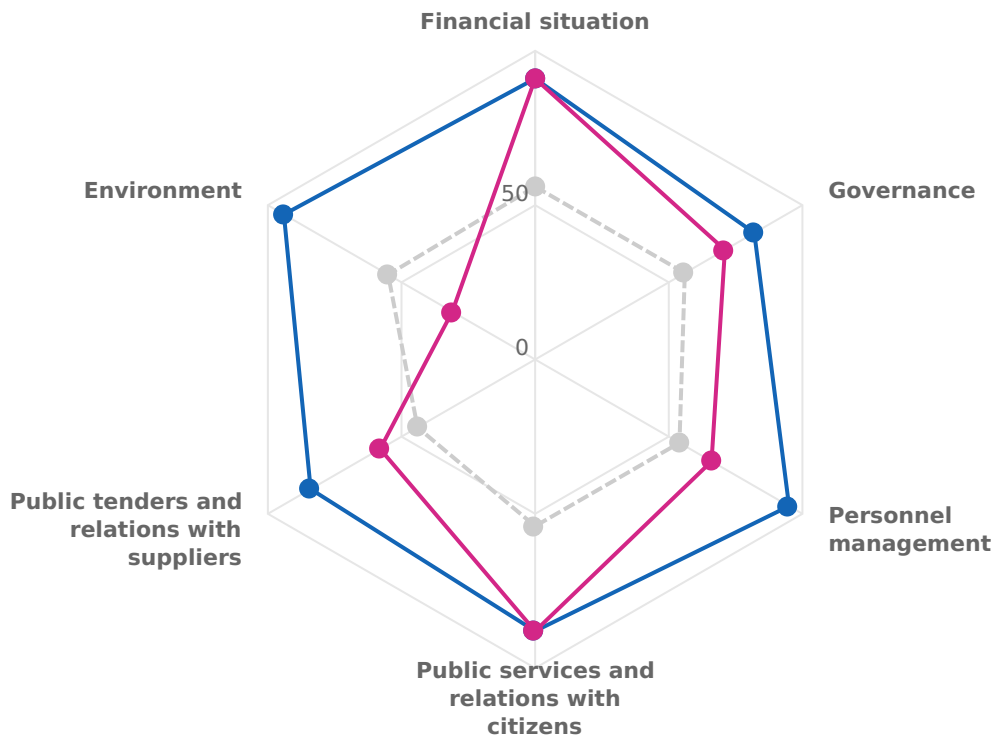 Financial situation
Environment
Governance
50
0
Public tenders and
relations with
suppliers
Personnel
management
Public services and
relations with
citizens